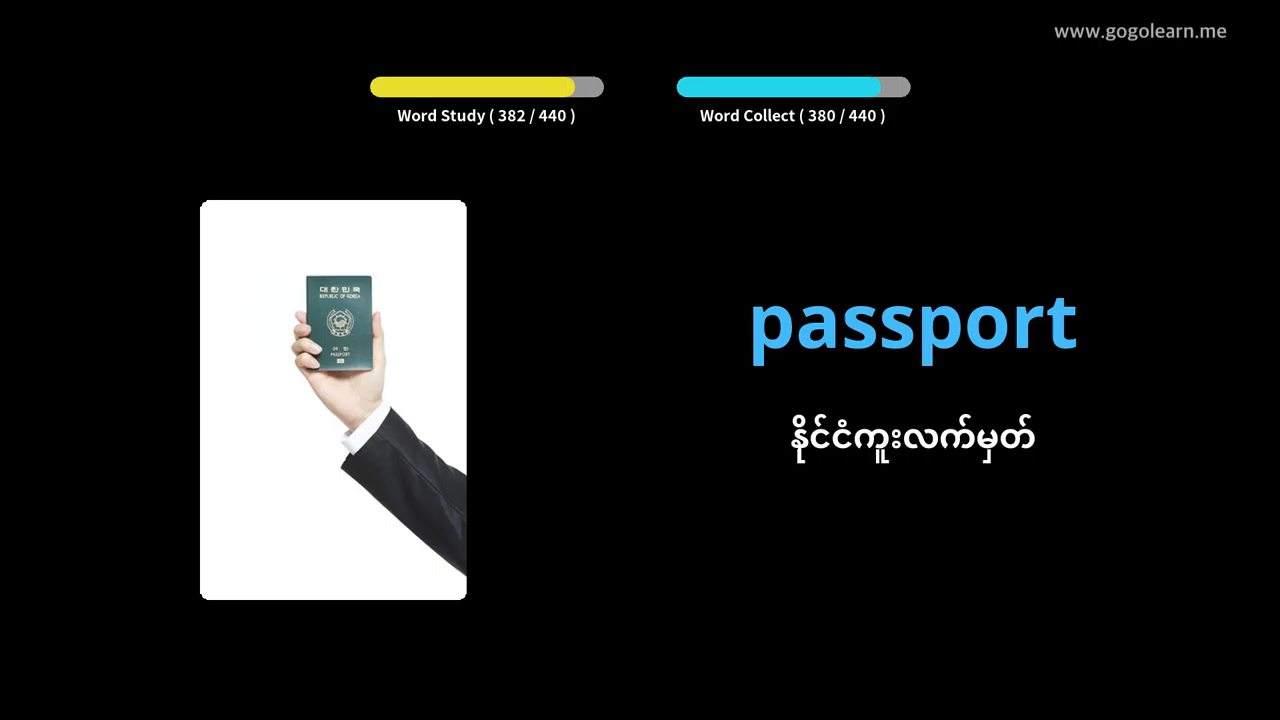 www.gogolearn.me
Word Study ( 382 / 440 )
Word Collect ( 380 / 440 )
대한민국
REPUBLIC OF KOREA
여권
PASSPORT
passport
နိုင်ငံကူးလက်မှတ်